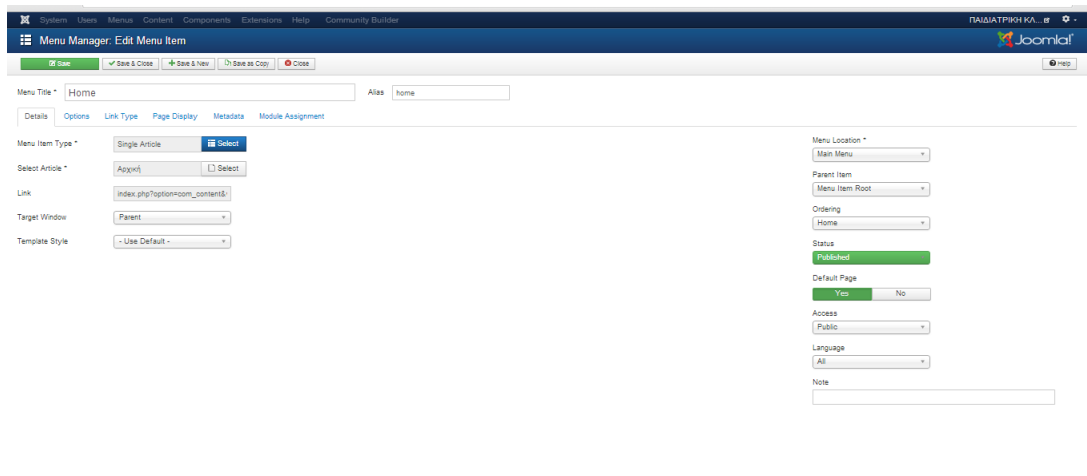 System Users Menus Content Components Extensions Help Community Builder ΠΑΙΔΙΑΤΡΙΚΗ ΚΛ...
Menu Manager: Edit Menu Item Joomla!
Save Save & Close Save & New Save as Copy Close Help
Menu Title * Home Alias home
Details Options Link Type Page Display Metadata Module Assignment
Menu Item Type * Single Article Select
Select Article * Αρχική Select
Link index.php?option=com_content&
Target Window Parent
Template Style - Use Default -
Menu Location *
Main Menu
Parent Item
Menu Item Root
Ordering
Home
Status
Published
Default Page
Yes No
Access
Public
Language
All
Note